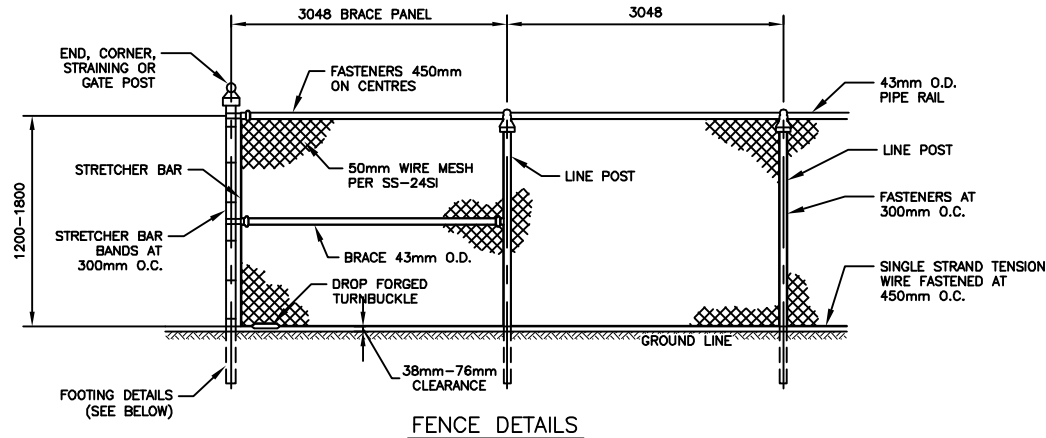 3048 BRACE PANEL
3048
END, CORNER,
STRAINING OR
GATE POST
FASTENERS 450mm
ON CENTRES
43mm O.D.
PIPE RAIL
STRETCHER BAR
50mm WIRE MESH
PER SS-24SI
LINE POST
LINE POST
1200-1800
FASTENERS AT
300mm O.C.
STRETCHER BAR
BANDS AT
300mm O.C.
BRACE 43mm O.D.
DROP FORGED
TURNBUCKLE
SINGLE STRAND TENSION
WIRE FASTENED AT
450mm O.C.
GROUND LINE
38mm-76mm
CLEARANCE
FOOTING DETAILS
(SEE BELOW)
FENCE DETAILS